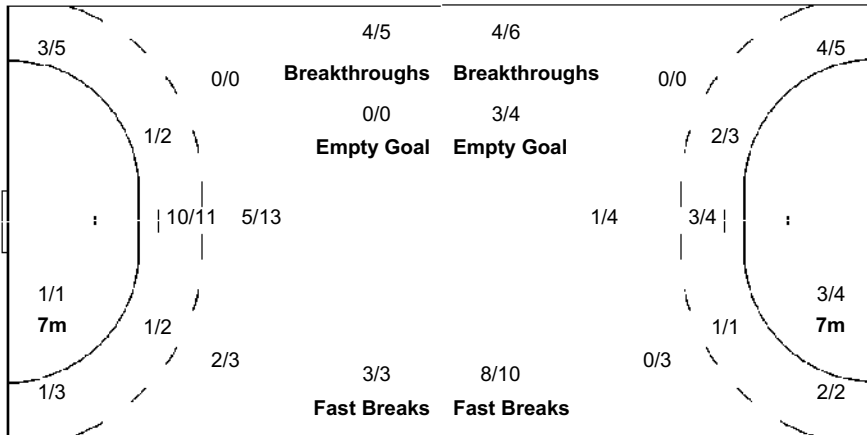 4/5 4/6
3/5 4/5
Breakthroughs Breakthroughs
0/0 0/0
0/0 3/4
1/2 2/3
Empty Goal Empty Goal
10/11 5/13 1/4 3/4
1/1 3/4
7m 7m
1/2 1/1
2/3 0/3
3/3 8/10
1/3 2/2
Fast Breaks Fast Breaks